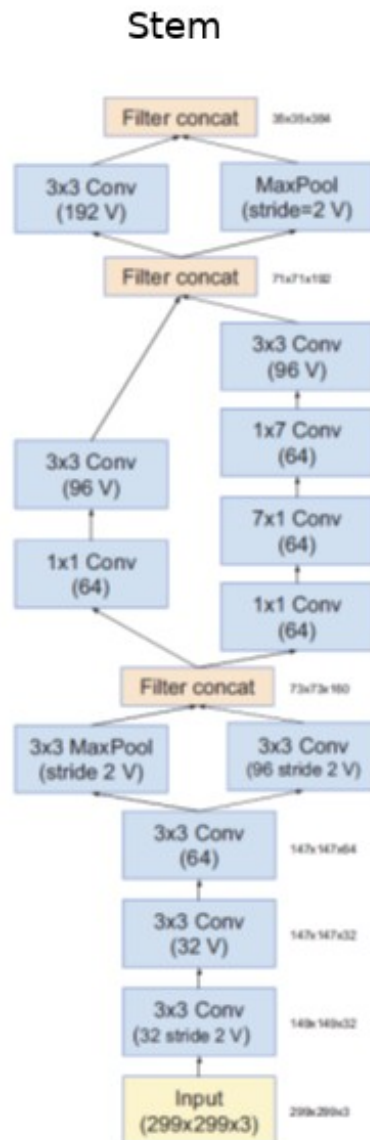 Stem
Filter concat
35x35x384
3x3 Conv
(192 V)
MaxPool
(stride=2 V)
Filter concat
71x71x192
3x3 Conv
(96 V)
1x7 Conv
(64)
3x3 Conv
(96 V)
7x1 Conv
(64)
1x1 Conv
(64)
1x1 Conv
(64)
Filter concat
73x73x160
3x3 MaxPool
(stride 2 V)
3x3 Conv
(96 stride 2 V)
3x3 Conv
(64)
147x147x64
3x3 Conv
(32 V)
147x147x32
3x3 Conv
(32 stride 2 V)
149x149x32
Input
(299x299x3)
299x299x3